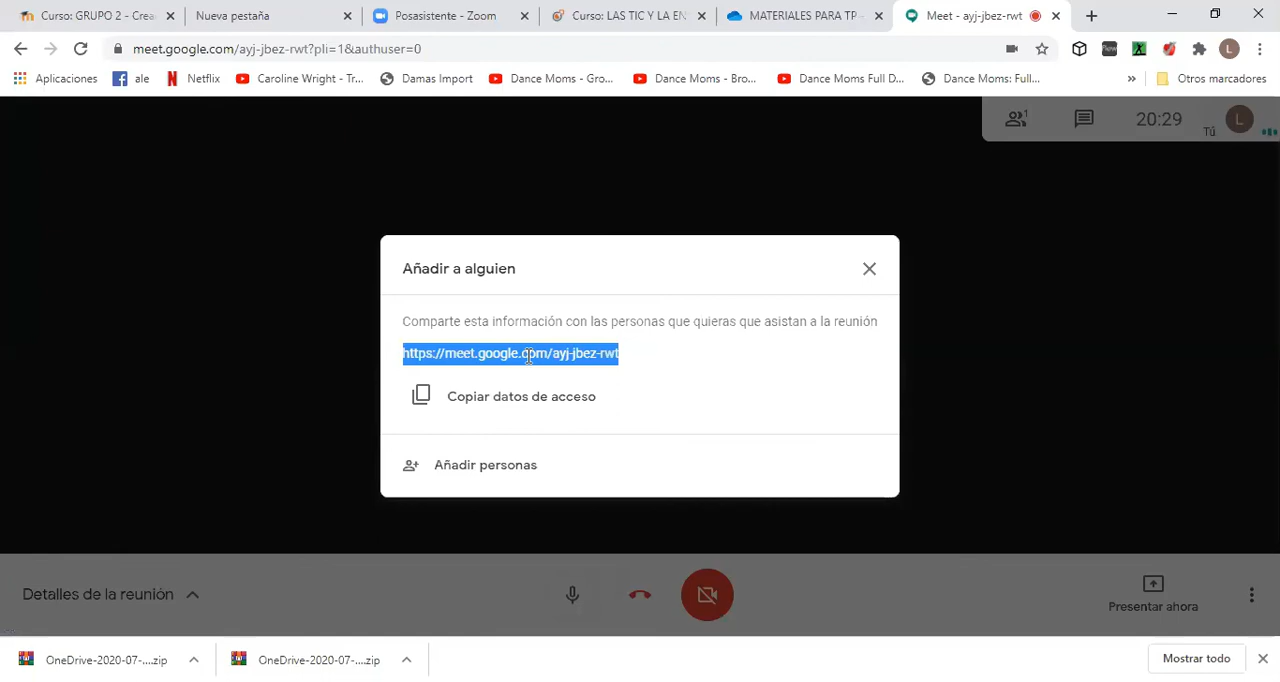 Curso: GRUPO 2 - Crea
Nueva pestaña
Posasistente - Zoom
Curso: LAS TIC Y LA EN
MATERIALES PARA TP -
Meet - ayj-jbez-rwt
meet.google.com/ayj-jbez-rwt?pli=1&authuser=0
Aplicaciones
ale
Netflix
Caroline Wright - Tr...
Damas Import
Dance Moms - Gro...
Dance Moms - Bro...
Dance Moms Full D...
Dance Moms: Full...
»
Otros marcadores
1
20:29
Tú
L
Añadir a alguien
Comparte esta información con las personas que quieras que asistan a la reunión
https://meet.google.com/ayj-jbez-rwt
Copiar datos de acceso
Añadir personas
Detalles de la reunión
Presentar ahora
OneDrive-2020-07-....zip
OneDrive-2020-07-....zip
Mostrar todo